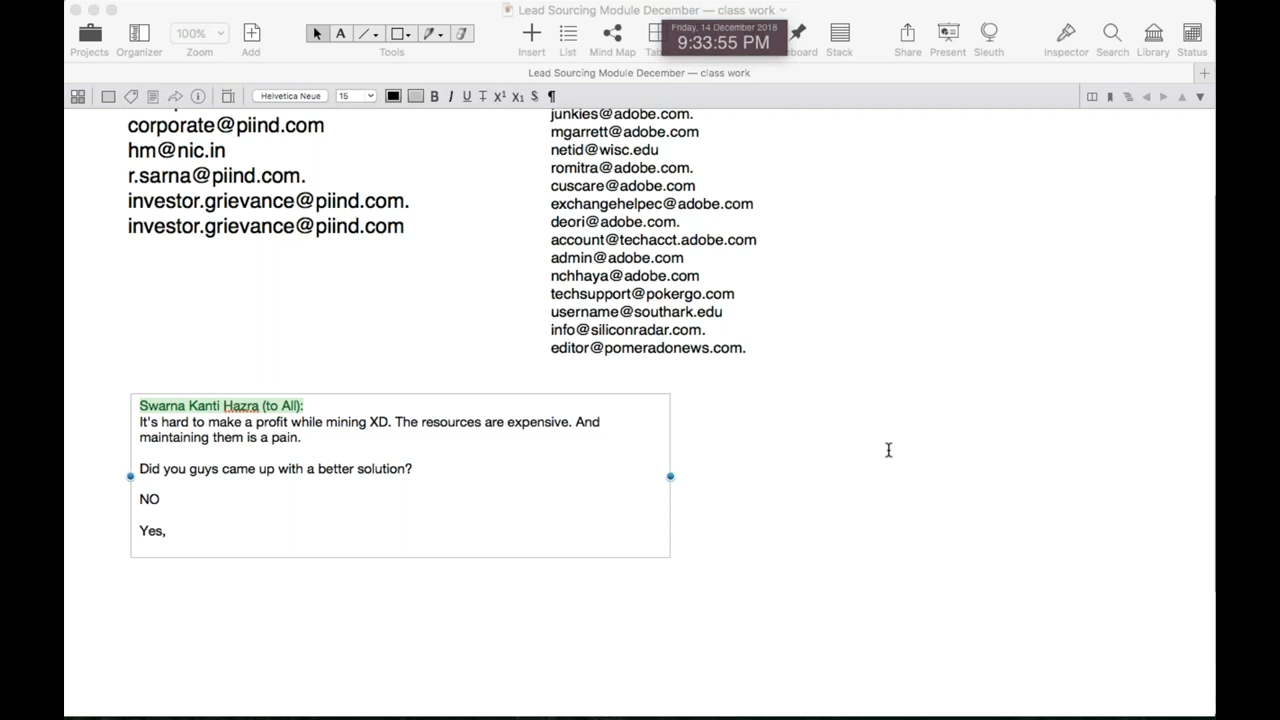 Lead Sourcing Module December — class work
Friday, 14 December 2018
9:33:55 PM
100%
Projects Organizer Zoom Add Tools Insert List Mind Map Stack Share Present Sleuth Inspector Search Library Status
Lead Sourcing Module December — class work
Helvetica Neue 15 B I U T X¹ X₁ S ¶
corporate@piind.com
hm@nic.in
r.sarna@piind.com.
investor.grievance@piind.com.
investor.grievance@piind.com
junkies@adobe.com.
mgarrett@adobe.com
netid@wisc.edu
romitra@adobe.com.
cuscare@adobe.com
exchangehelpec@adobe.com
deori@adobe.com.
account@techacct.adobe.com
admin@adobe.com
nchhaya@adobe.com
techsupport@pokergo.com
username@southark.edu
info@siliconradar.com.
editor@pomeradonews.com.
Swarna Kanti Hazra (to All):
It's hard to make a profit while mining XD. The resources are expensive. And
maintaining them is a pain.
Did you guys came up with a better solution?
NO
Yes,